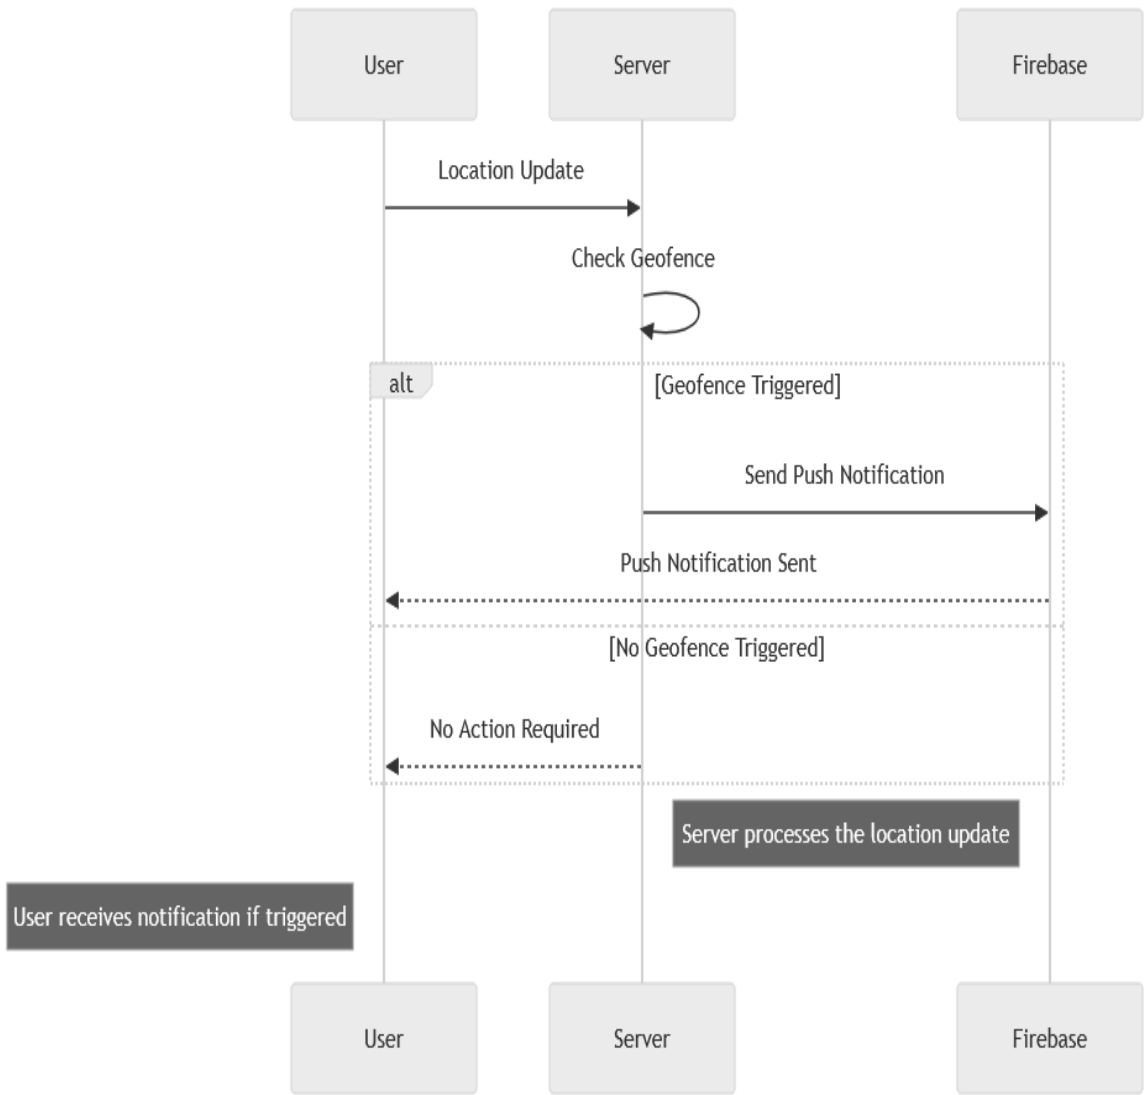 User
Server
Firebase
Location Update
Check Geofence
alt
[Geofence Triggered]
Send Push Notification
Push Notification Sent
[No Geofence Triggered]
No Action Required
Server processes the location update
User receives notification if triggered
User
Server
Firebase